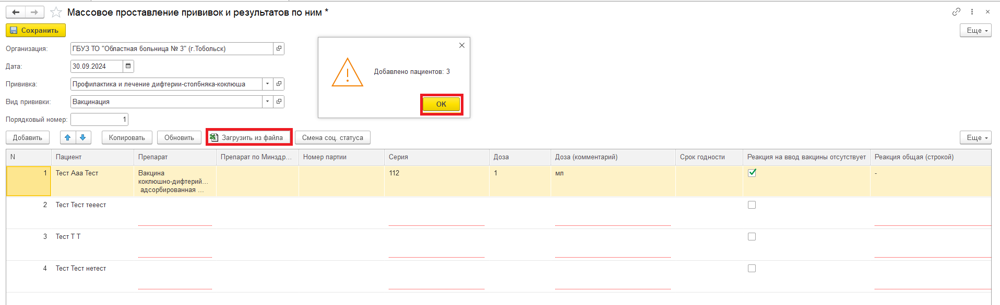 Массовое проставление прививок и результатов по ним *
Сохранить
Еще
Организация:
ГБУЗ ТО "Областная больница № 3" (г.Тобольск)
Дата:
30.09.2024
Прививка:
Профилактика и лечение дифтерии-столбняка-коклюша
Вид прививки:
Вакцинация
Порядковый номер:
1
Добавлено пациентов: 3
OK
Добавить
Копировать
Обновить
Загрузить из файла
Смена соц. статуса
Еще
N Пациент Препарат Препарат по Минздр... Номер партии Серия Доза Доза (комментарий) Срок годности Реакция на ввод вакцины отсутствует Реакция общая (строкой)
1 Тест Ааа Тест Вакцина 112 1 мл -
коклюшно-дифтерий...
адсорбированная ...
2 Тест Тест тееест
3 Тест Т Т
4 Тест Тест нетест